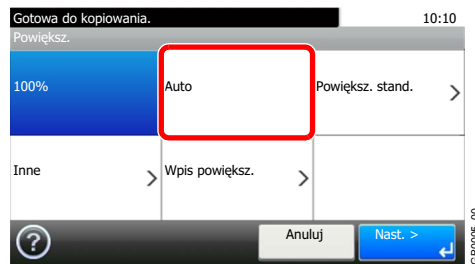 Gotowa do kopiowania. 10:10
Powiększ.
100% Auto Powiększ. stand. >
Inne > Wpis powiększ. >
? Anuluj Nast. >